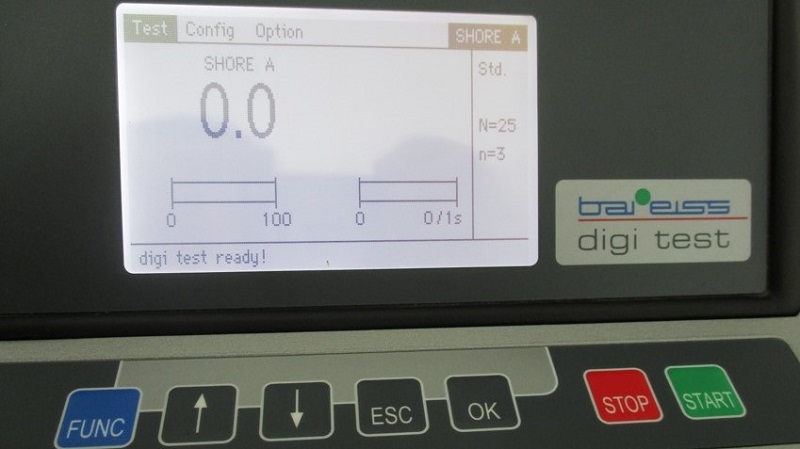 Test Config Option SHORE A
SHORE A
0.0
Std.
N=25
n=3
0 100
0 0/1s
digi test ready!
bareiss
digi test
FUNC
ESC
OK
STOP
START